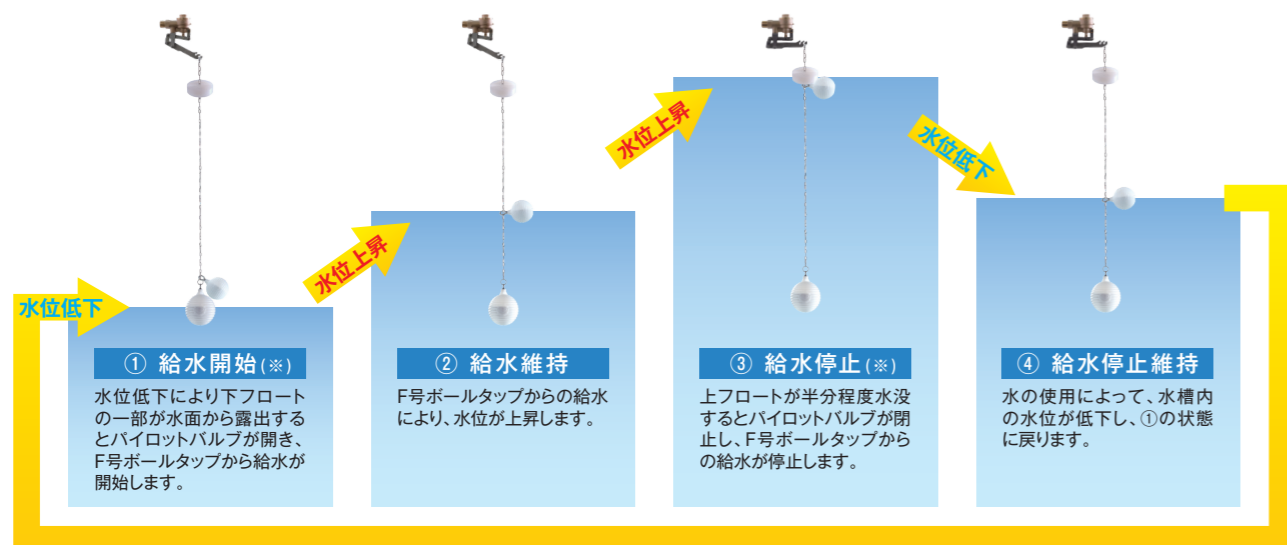 水位低下
① 給水開始(※)
水位低下により下フロート
の一部が水面から露出する
とパイロットバルブが開き、
F号ボールタップから給水が
開始します。
水位上昇
② 給水維持
F号ボールタップからの給水
により、水位が上昇します。
水位上昇
③ 給水停止(※)
上フロートが半分程度水没
するとパイロットバルブが閉
止し、F号ボールタップから
の給水が停止します。
水位低下
④ 給水停止維持
水の使用によって、水槽内
の水位が低下し、①の状態
に戻ります。